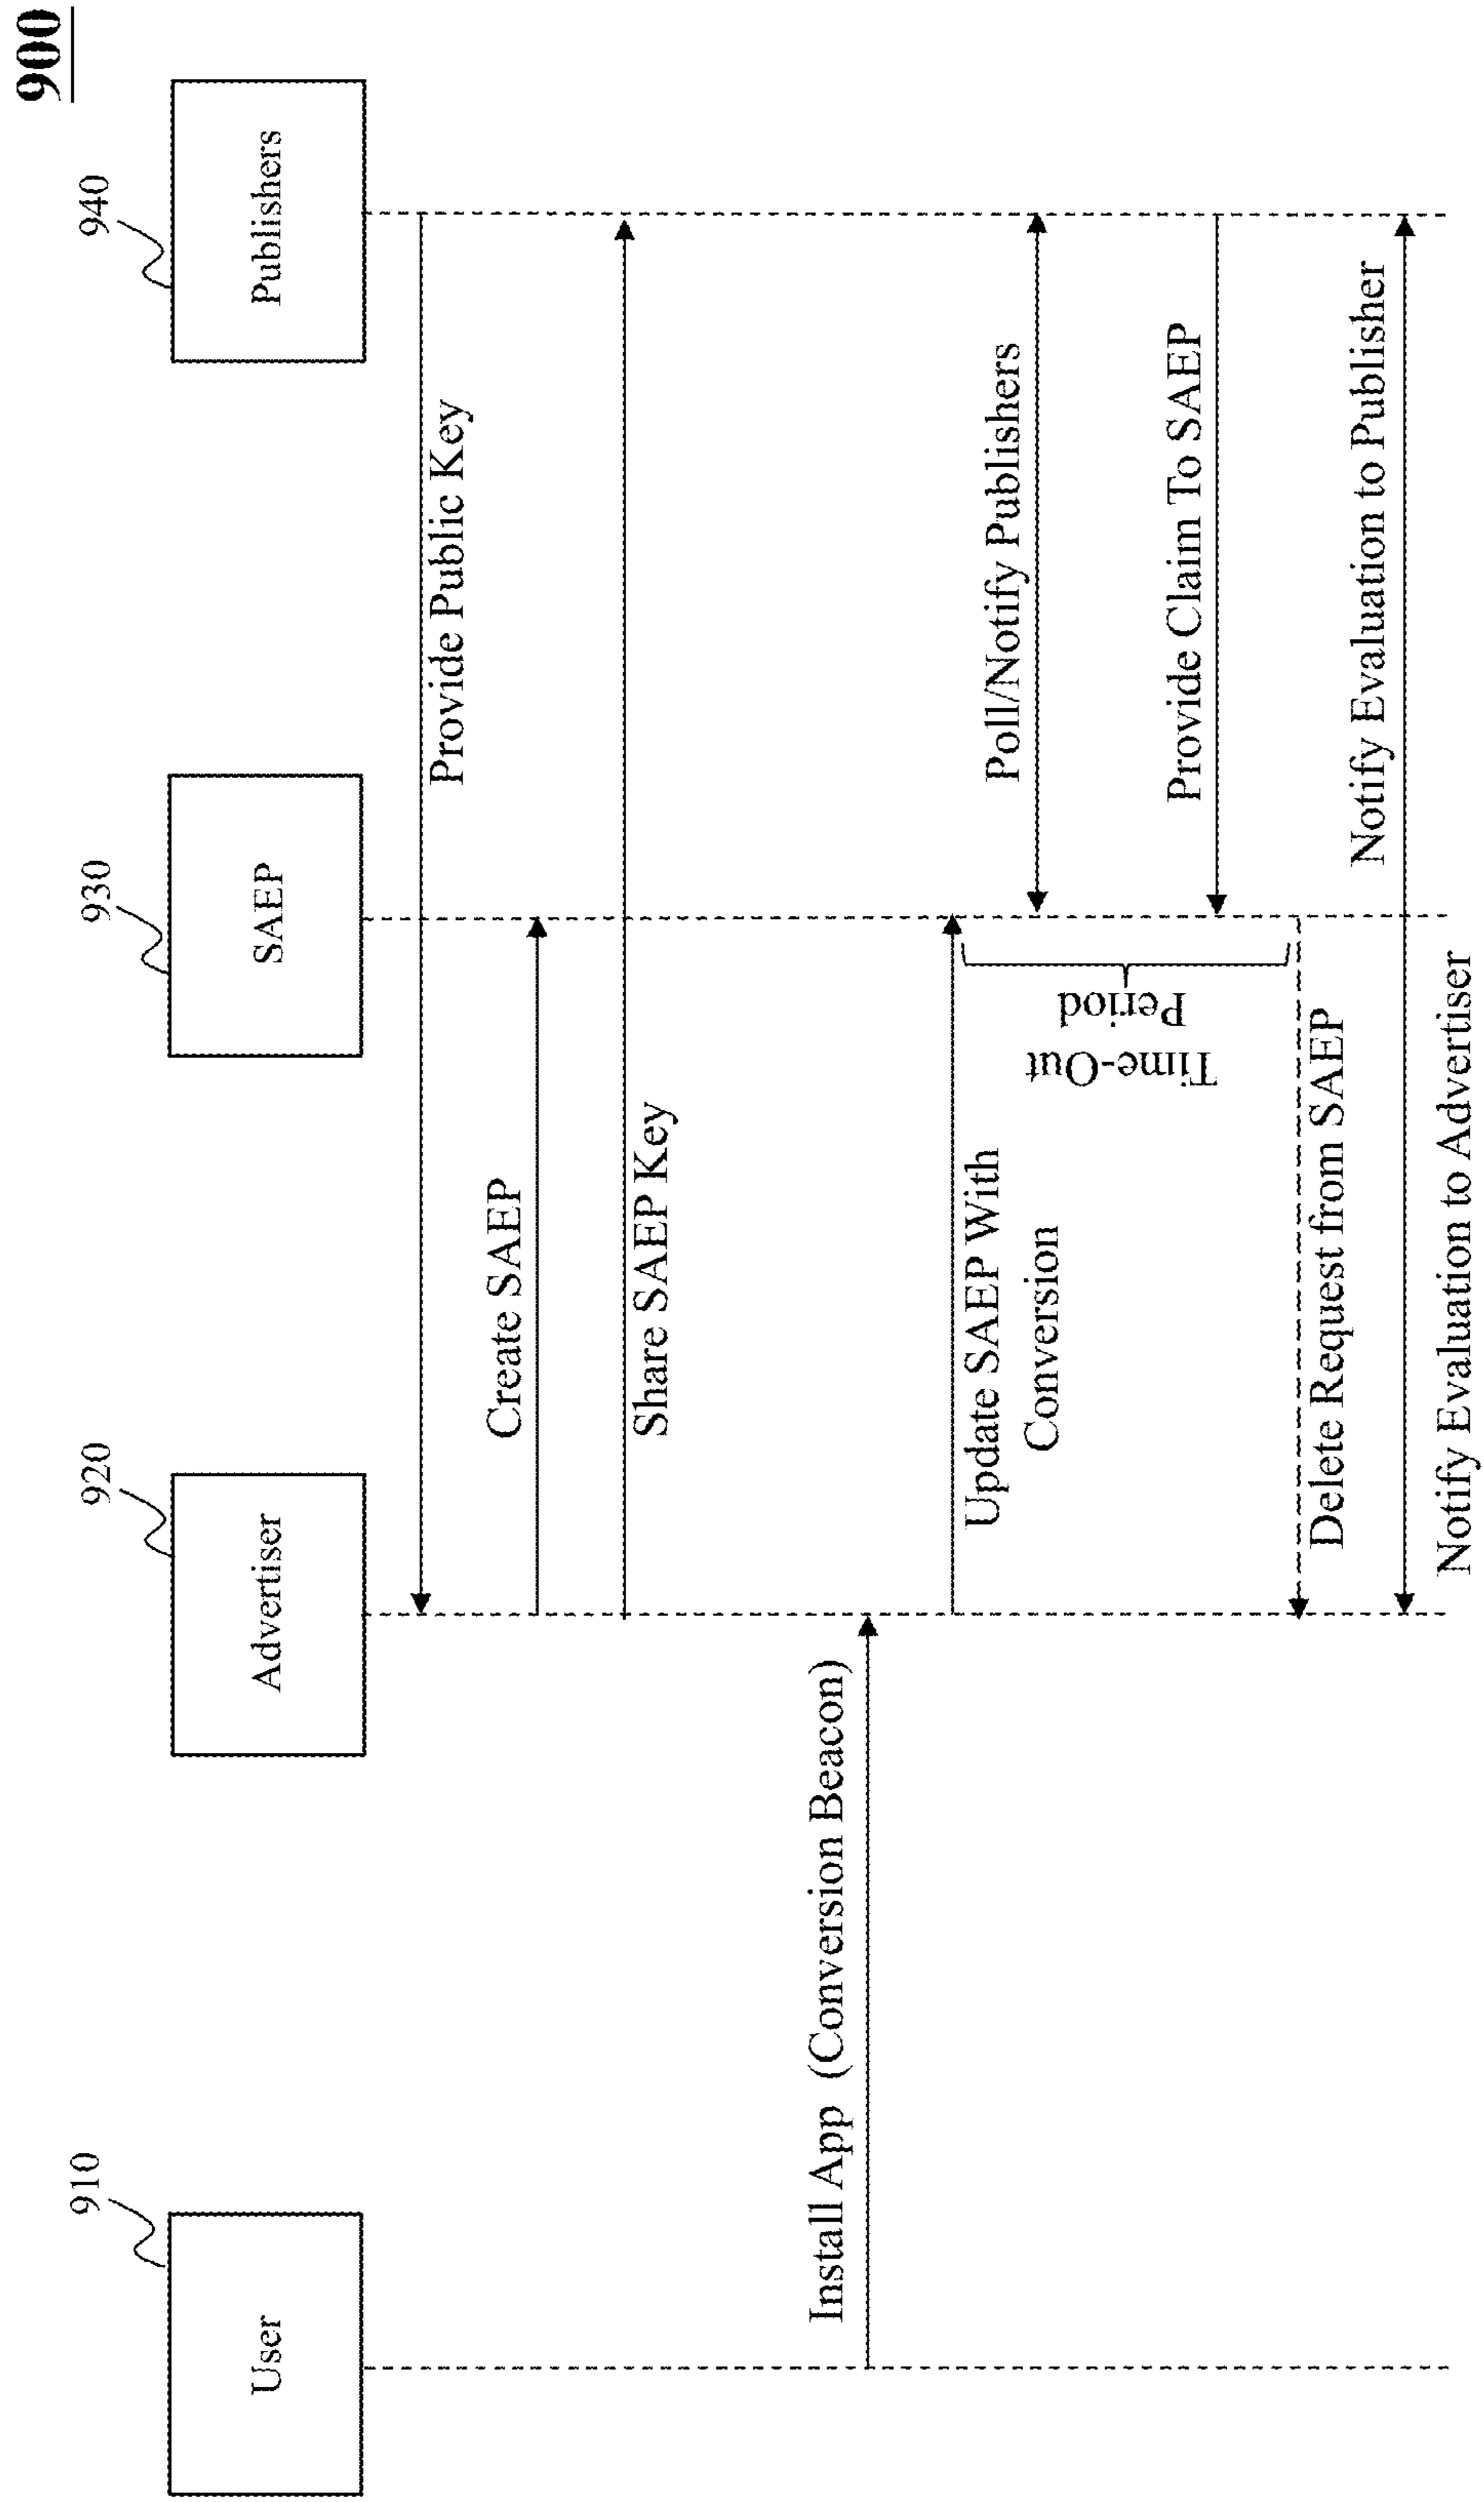 900
910
920
930
940
User
Advertiser
SAEP
Publishers
Provide Public Key
Create SAEP
Share SAEP Key
Install App (Conversion Beacon)
Update SAEP With
Conversion
Poll/Notify Publishers
Time-Out
Period
Provide Claim To SAEP
Delete Request from SAEP
Notify Evaluation to Publisher
Notify Evaluation to Advertiser